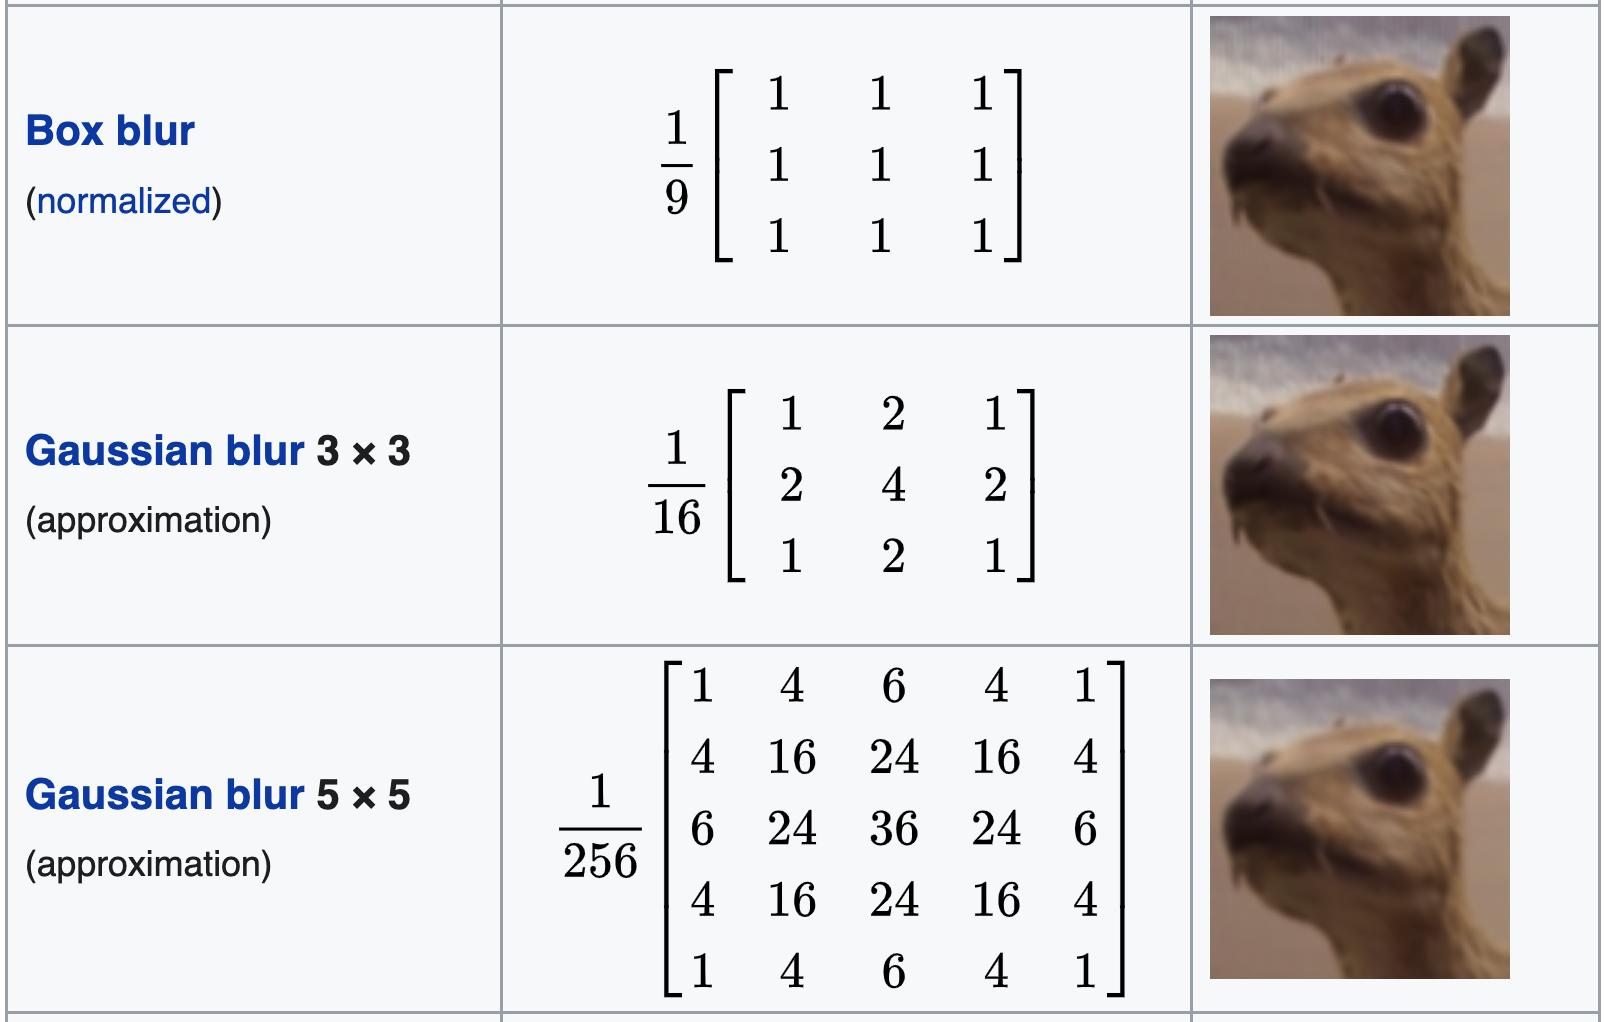 Box blur
(normalized)
1
9
1 1 1
1 1 1
1 1 1
Gaussian blur 3 × 3
(approximation)
1
16
1 2 1
2 4 2
1 2 1
Gaussian blur 5 × 5
(approximation)
1
256
1 4 6 4 1
4 16 24 16 4
6 24 36 24 6
4 16 24 16 4
1 4 6 4 1